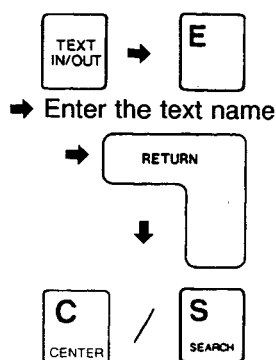 TEXT
IN/OUT
E
Enter the text name
RETURN
C
CENTER
/
S
SEARCH